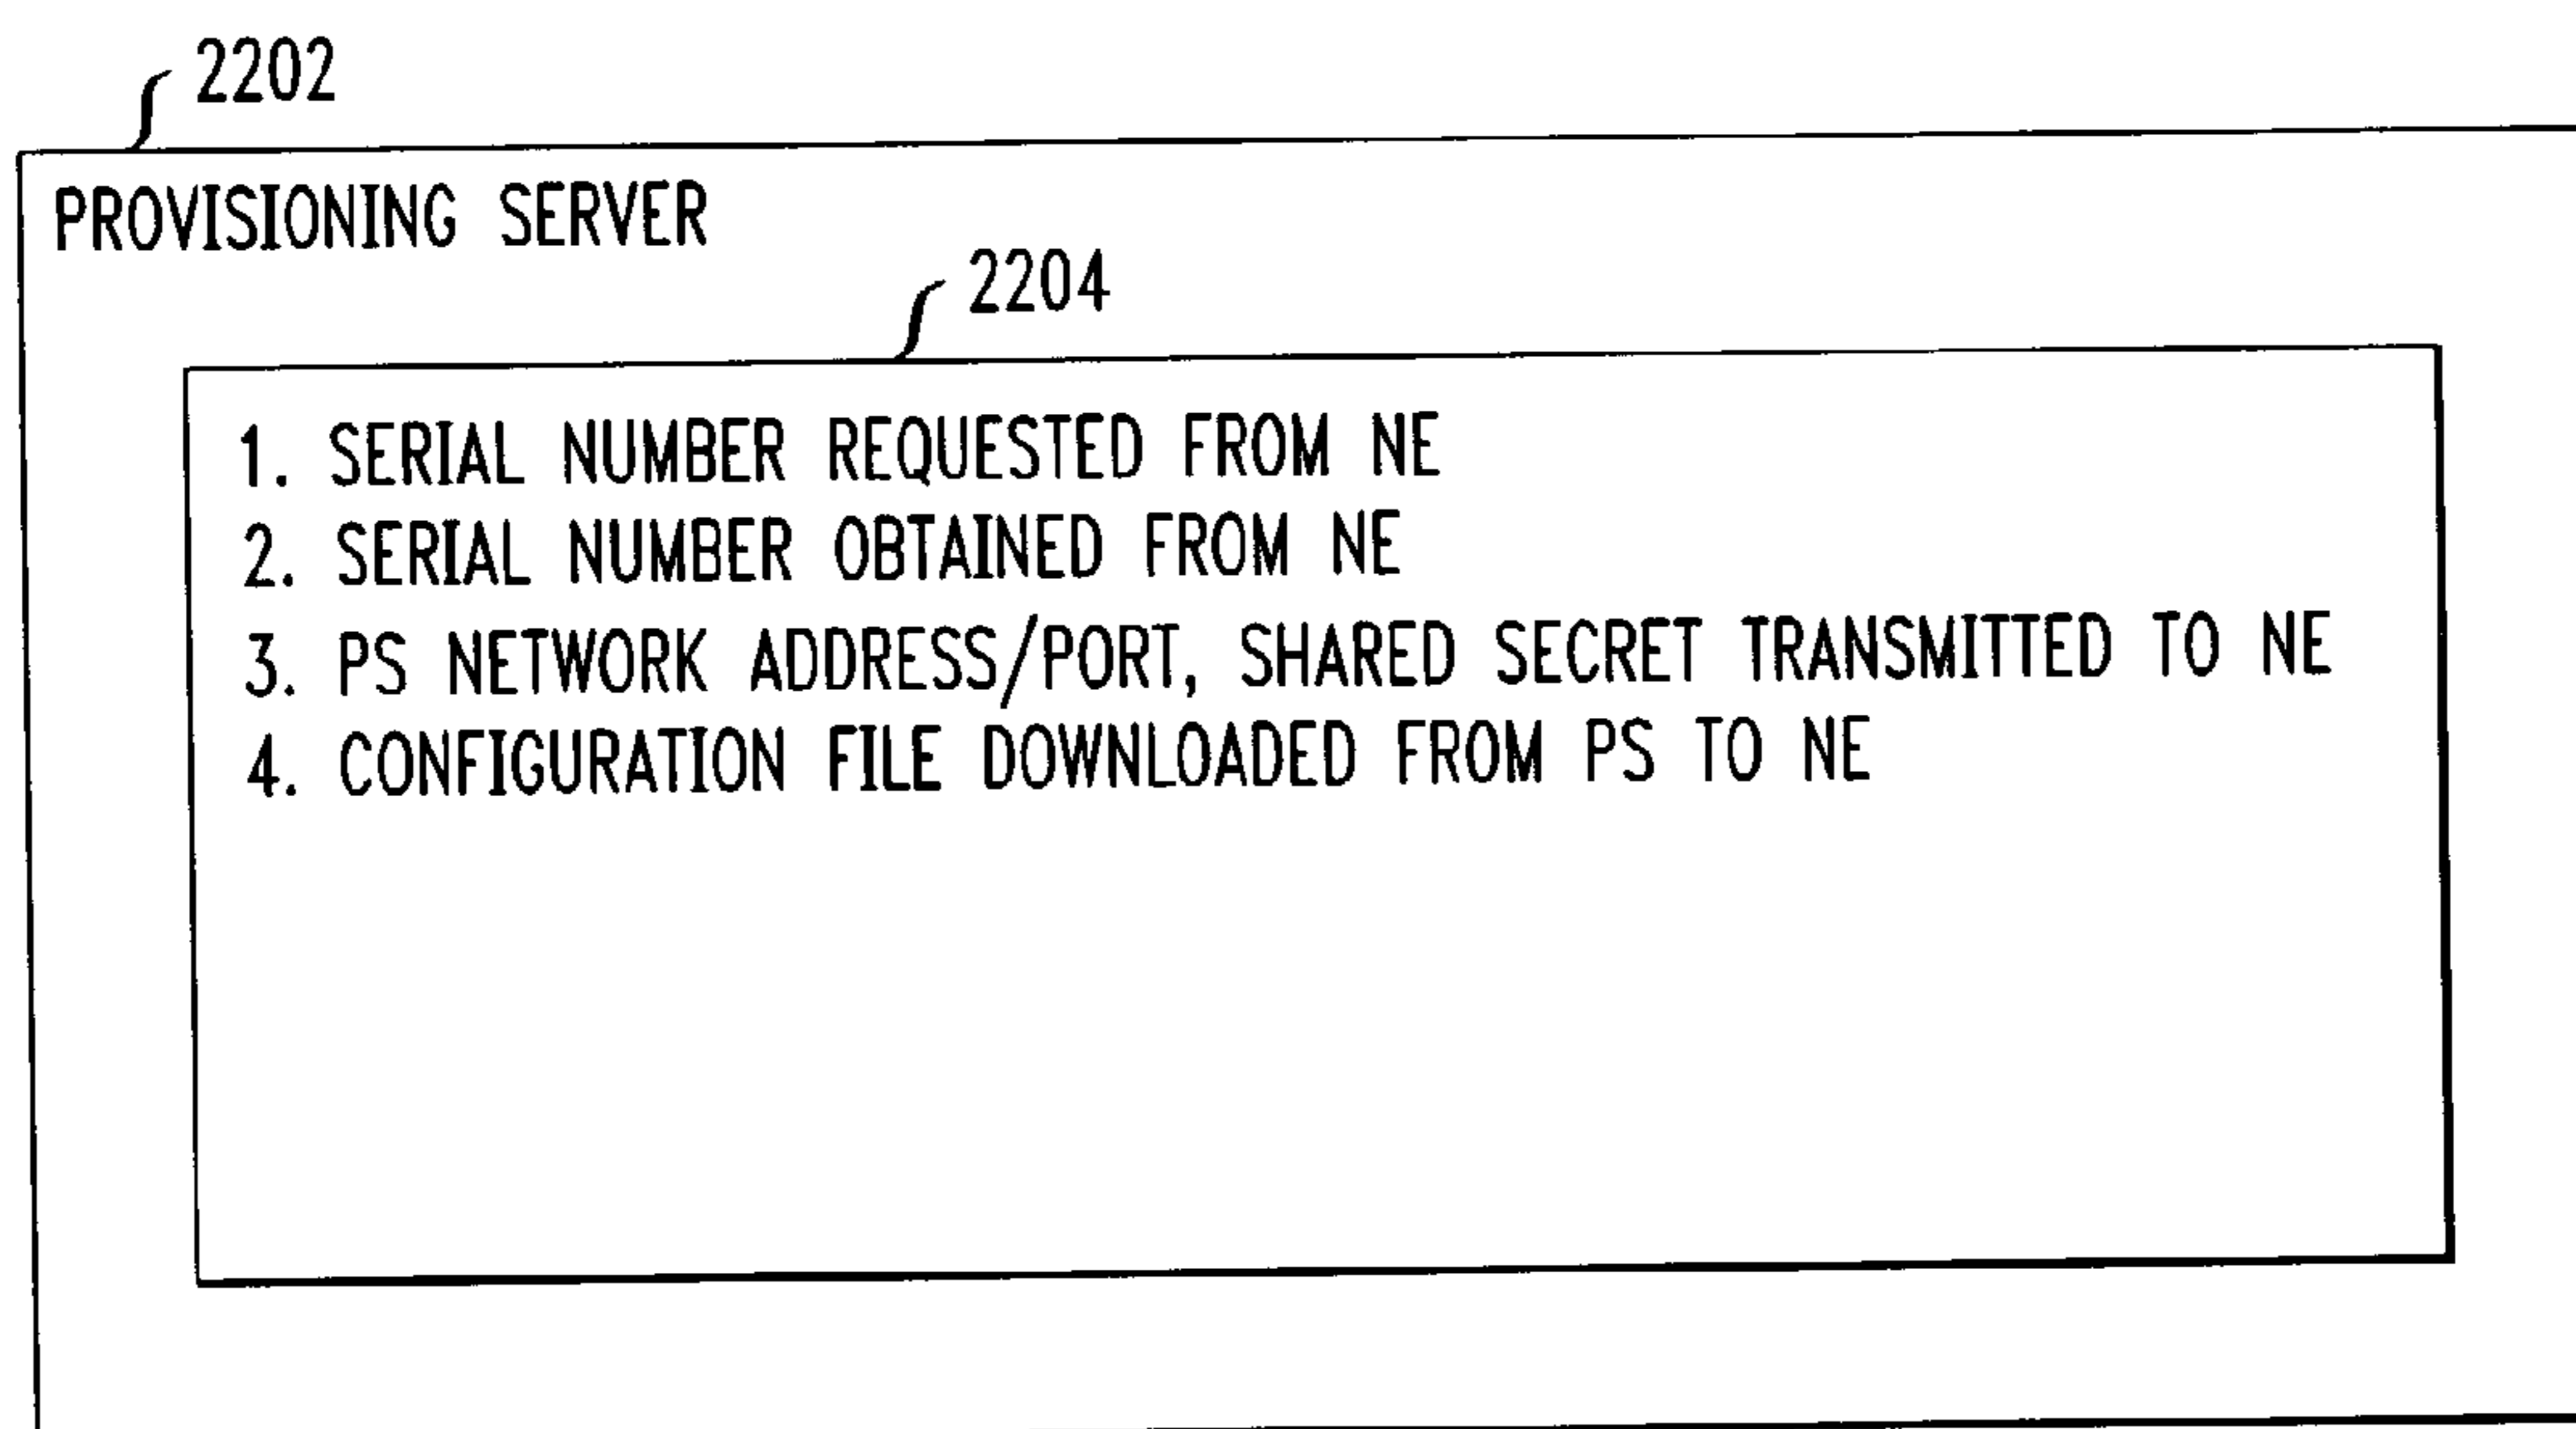 2202
PROVISIONING SERVER
2204
1. SERIAL NUMBER REQUESTED FROM NE
2. SERIAL NUMBER OBTAINED FROM NE
3. PS NETWORK ADDRESS/PORT, SHARED SECRET TRANSMITTED TO NE
4. CONFIGURATION FILE DOWNLOADED FROM PS TO NE